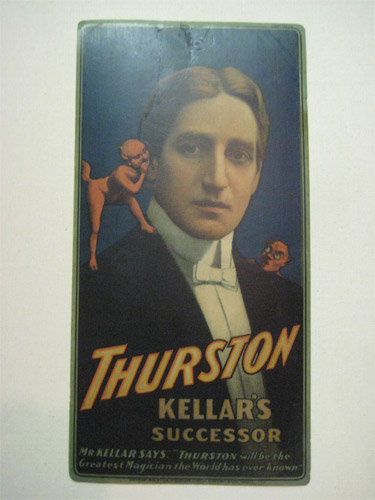 THURSTON
KELLAR'S
SUCCESSOR
MR. KELLAR SAYS "THURSTON will be the
Greatest Magician the World has ever known"